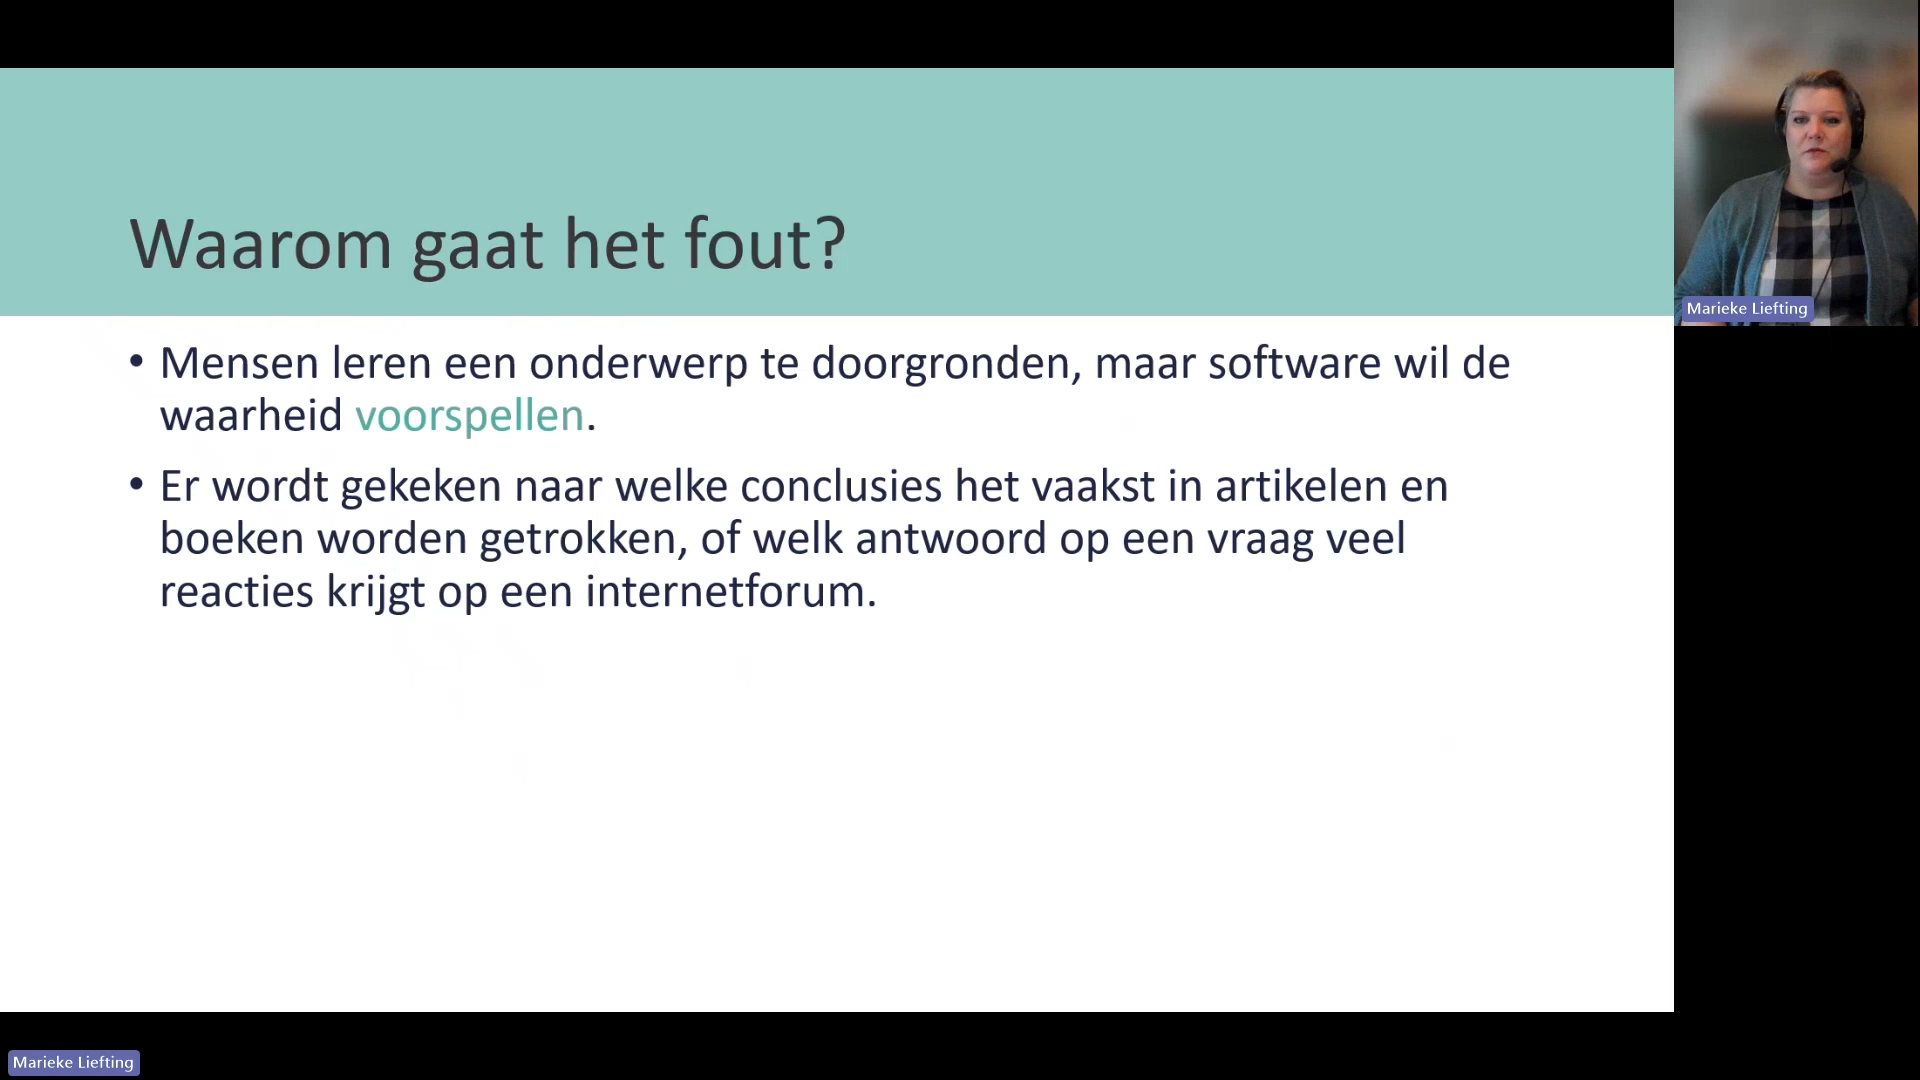 Waarom gaat het fout?
• Mensen leren een onderwerp te doorgronden, maar software wil de
waarheid voorspellen.
• Er wordt gekeken naar welke conclusies het vaakst in artikelen en
boeken worden getrokken, of welk antwoord op een vraag veel
reacties krijgt op een internetforum.
Marieke Liefting
Marieke Liefting